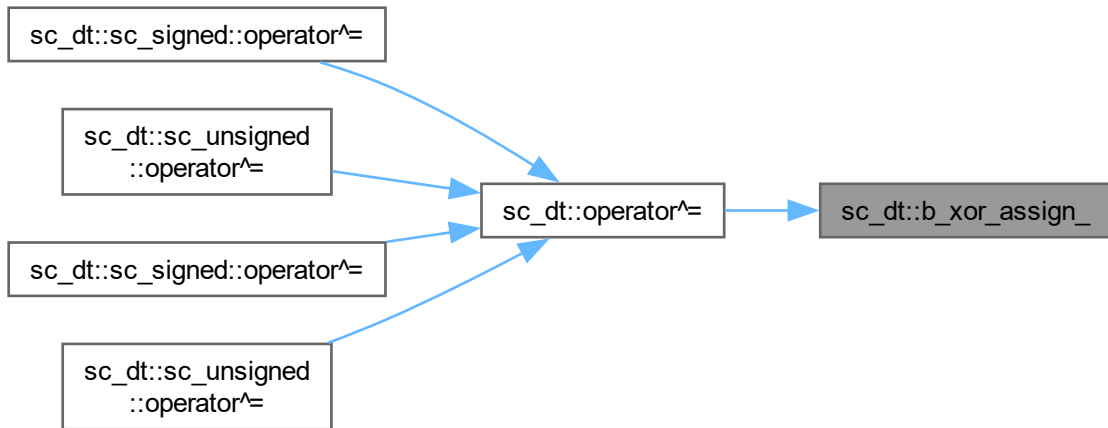 sc_dt::sc_signed::operator^=
sc_dt::sc_unsigned
::operator^=
sc_dt::operator^=
sc_dt::b_xor_assign_
sc_dt::sc_signed::operator^=
sc_dt::sc_unsigned
::operator^=